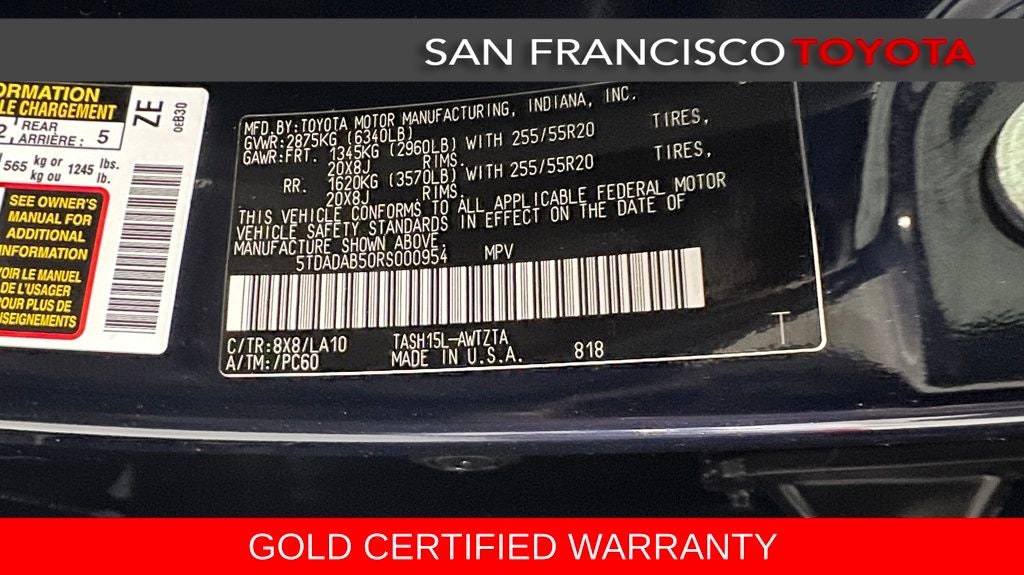 SAN FRANCISCO TOYOTA
ORMATION
LE CHARGEMENT
2 REAR ARRIÈRE : 5
565 kg or kg ou 1245 lbs. lb.
SEE OWNER'S
MANUAL FOR
ADDITIONAL
INFORMATION
VOIR LE MANUEL
DE L'USAGER
POUR PLUS DE
NSEIGNEMENTS
ZE
0EB30
MFD.BY:TOYOTA MOTOR MANUFACTURING, INDIANA, INC.
GVWR:2875KG (6340LB)
GAWR:FRT. 1345KG (2960LB) WITH 255/55R20 TIRES,
20X8J RIMS.
RR. 1620KG (3570LB) WITH 255/55R20 TIRES,
20X8J RIMS.
THIS VEHICLE CONFORMS TO ALL APPLICABLE FEDERAL MOTOR
VEHICLE SAFETY STANDARDS IN EFFECT ON THE DATE OF
MANUFACTURE SHOWN ABOVE.
5TDADAB50RS000954 MPV
C/TR:8X8/LA10 TASH15L-AWTZTA
A/TM:/PC60 MADE IN U.S.A. 818
T
GOLD CERTIFIED WARRANTY